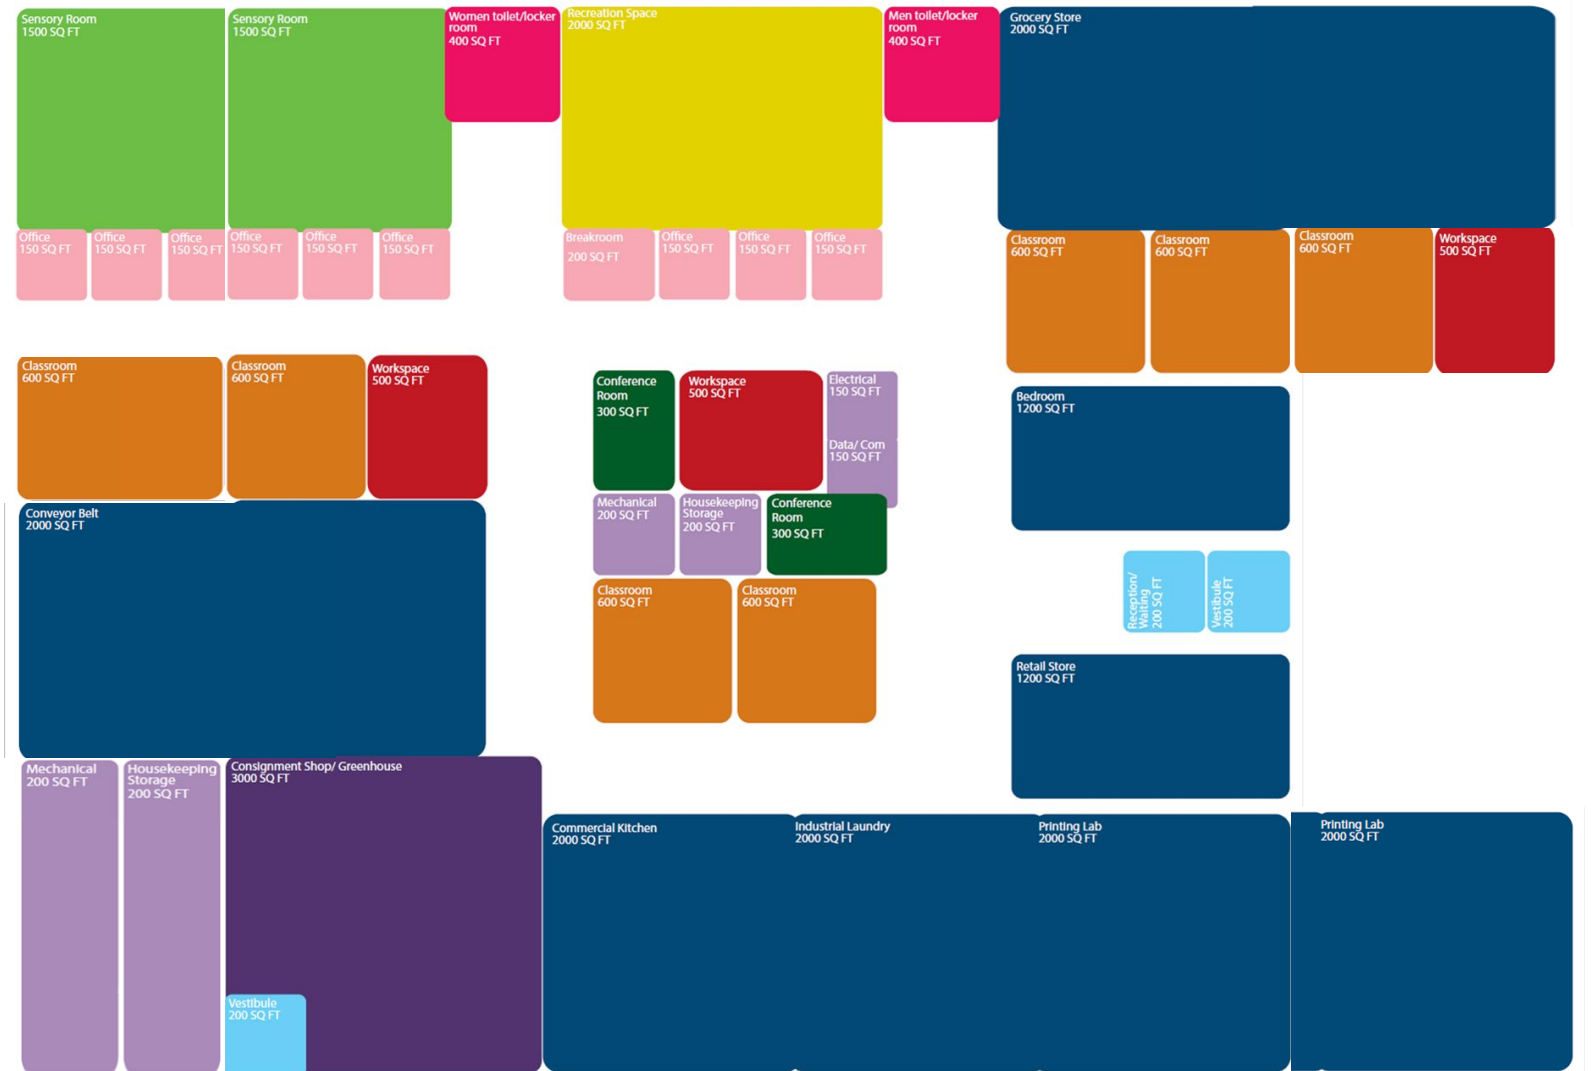 Sensory Room
1500 SQ FT
Sensory Room
1500 SQ FT
Women toilet/locker
room
400 SQ FT
Recreation Space
2000 SQ FT
Men toilet/locker
room
400 SQ FT
Grocery Store
2000 SQ FT
Office
150 SQ FT
Office
150 SQ FT
Office
150 SQ FT
Office
150 SQ FT
Office
150 SQ FT
Office
150 SQ FT
Breakroom
200 SQ FT
Office
150 SQ FT
Office
150 SQ FT
Office
150 SQ FT
Classroom
600 SQ FT
Classroom
600 SQ FT
Classroom
600 SQ FT
Workspace
500 SQ FT
Classroom
600 SQ FT
Classroom
600 SQ FT
Workspace
500 SQ FT
Conference
Room
300 SQ FT
Workspace
500 SQ FT
Electrical
150 SQ FT
Data/ Com
150 SQ FT
Bedroom
1200 SQ FT
Mechanical
200 SQ FT
Housekeeping
Storage
200 SQ FT
Conference
Room
300 SQ FT
Conveyor Belt
2000 SQ FT
Classroom
600 SQ FT
Classroom
600 SQ FT
Reception/
Waiting
200 SQ FT
Vestibule
200 SQ FT
Retail Store
1200 SQ FT
Mechanical
200 SQ FT
Housekeeping
Storage
200 SQ FT
Consignment Shop/ Greenhouse
3000 SQ FT
Commercial Kitchen
2000 SQ FT
Industrial Laundry
2000 SQ FT
Printing Lab
2000 SQ FT
Printing Lab
2000 SQ FT
Vestibule
200 SQ FT